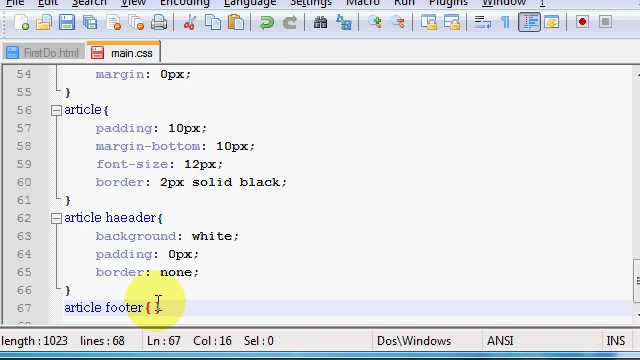 Search View Encoding Language Settings Macro Run Plugins Window ?
FirstDo.html main.css
54 margin: 0px;
55 }
56 article{
57 padding: 10px;
58 margin-bottom: 10px;
59 font-size: 12px;
60 border: 2px solid black;
61 }
62 article haeader{
63 background: white;
64 padding: 0px;
65 border: none;
66 }
67 article footer{}
68
length : 1023 lines : 68 Ln : 67 Col : 16 Sel : 0 Dos\Windows ANSI INS